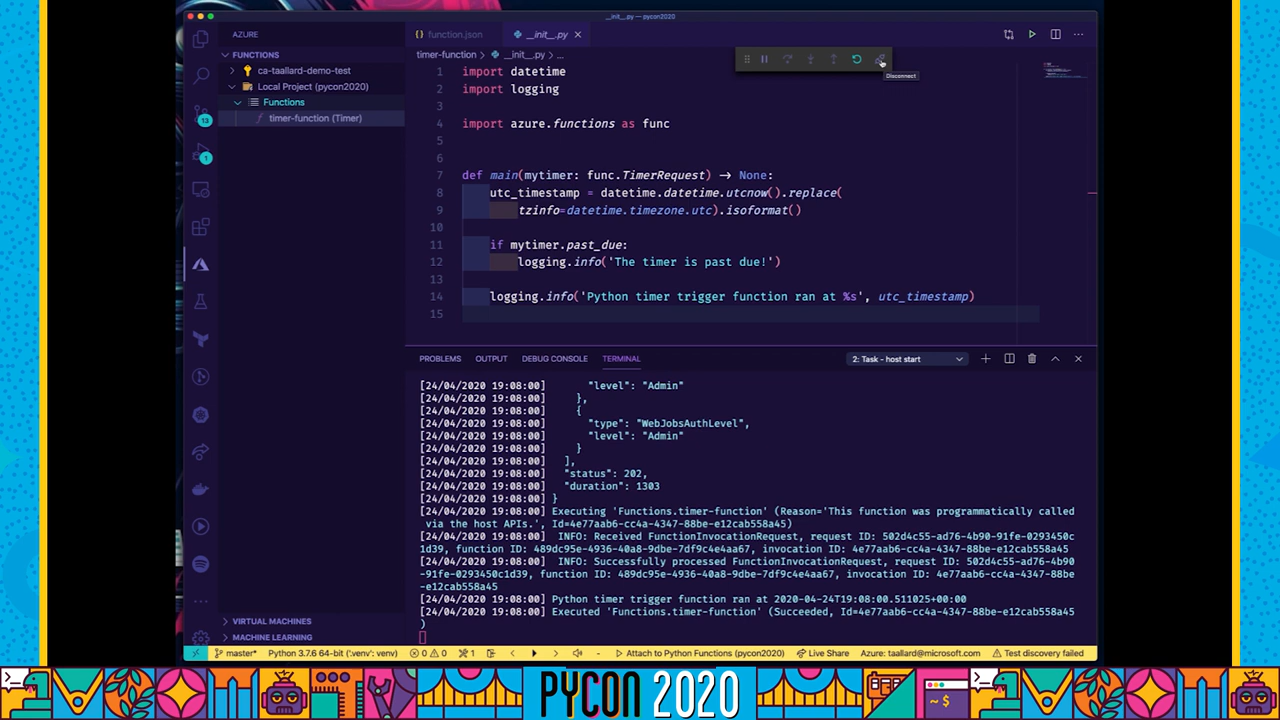 __init__.py — pycon2020
AZURE
function.json
__init__.py
FUNCTIONS
ca-taallard-demo-test
Local Project (pycon2020)
Functions
timer-function (Timer)
13
1
timer-function > __init__.py > ...
Disconnect
1 import datetime
2 import logging
3
4 import azure.functions as func
5
6
7 def main(mytimer: func.TimerRequest) → None:
8 utc_timestamp = datetime.datetime.utcnow().replace(
9 tzinfo=datetime.timezone.utc).isoformat()
10
11 if mytimer.past_due:
12 logging.info('The timer is past due!')
13
14 logging.info('Python timer trigger function ran at %s', utc_timestamp)
15
PROBLEMS OUTPUT DEBUG CONSOLE TERMINAL 2: Task - host start
[24/04/2020 19:08:00] "level": "Admin"
[24/04/2020 19:08:00] },
[24/04/2020 19:08:00] {
[24/04/2020 19:08:00] "type": "WebJobsAuthLevel",
[24/04/2020 19:08:00] "level": "Admin"
[24/04/2020 19:08:00] }
[24/04/2020 19:08:00] ],
[24/04/2020 19:08:00] "status": 202,
[24/04/2020 19:08:00] "duration": 1303
[24/04/2020 19:08:00] }
[24/04/2020 19:08:00] Executing 'Functions.timer-function' (Reason='This function was programmatically called
via the host APIs.', Id=4e77aab6-cc4a-4347-88be-e12cab558a45)
[24/04/2020 19:08:00] INFO: Received FunctionInvocationRequest, request ID: 502d4c55-ad76-4b90-91fe-0293450c
1d39, function ID: 489dc95e-4936-40a8-9dbe-7df9c4e4aa67, invocation ID: 4e77aab6-cc4a-4347-88be-e12cab558a45
[24/04/2020 19:08:00] INFO: Successfully processed FunctionInvocationRequest, request ID: 502d4c55-ad76-4b90
-91fe-0293450c1d39, function ID: 489dc95e-4936-40a8-9dbe-7df9c4e4aa67, invocation ID: 4e77aab6-cc4a-4347-88be
-e12cab558a45
[24/04/2020 19:08:00] Python timer trigger function ran at 2020-04-24T19:08:00.511025+00:00
[24/04/2020 19:08:00] Executed 'Functions.timer-function' (Succeeded, Id=4e77aab6-cc4a-4347-88be-e12cab558a45
)
VIRTUAL MACHINES
MACHINE LEARNING
master* Python 3.7.6 64-bit ('.venv': venv) 0 0 1 Attach to Python Functions (pycon2020) Live Share Azure: taallard@microsoft.com Test discovery failed
PYCON 2020
~ $